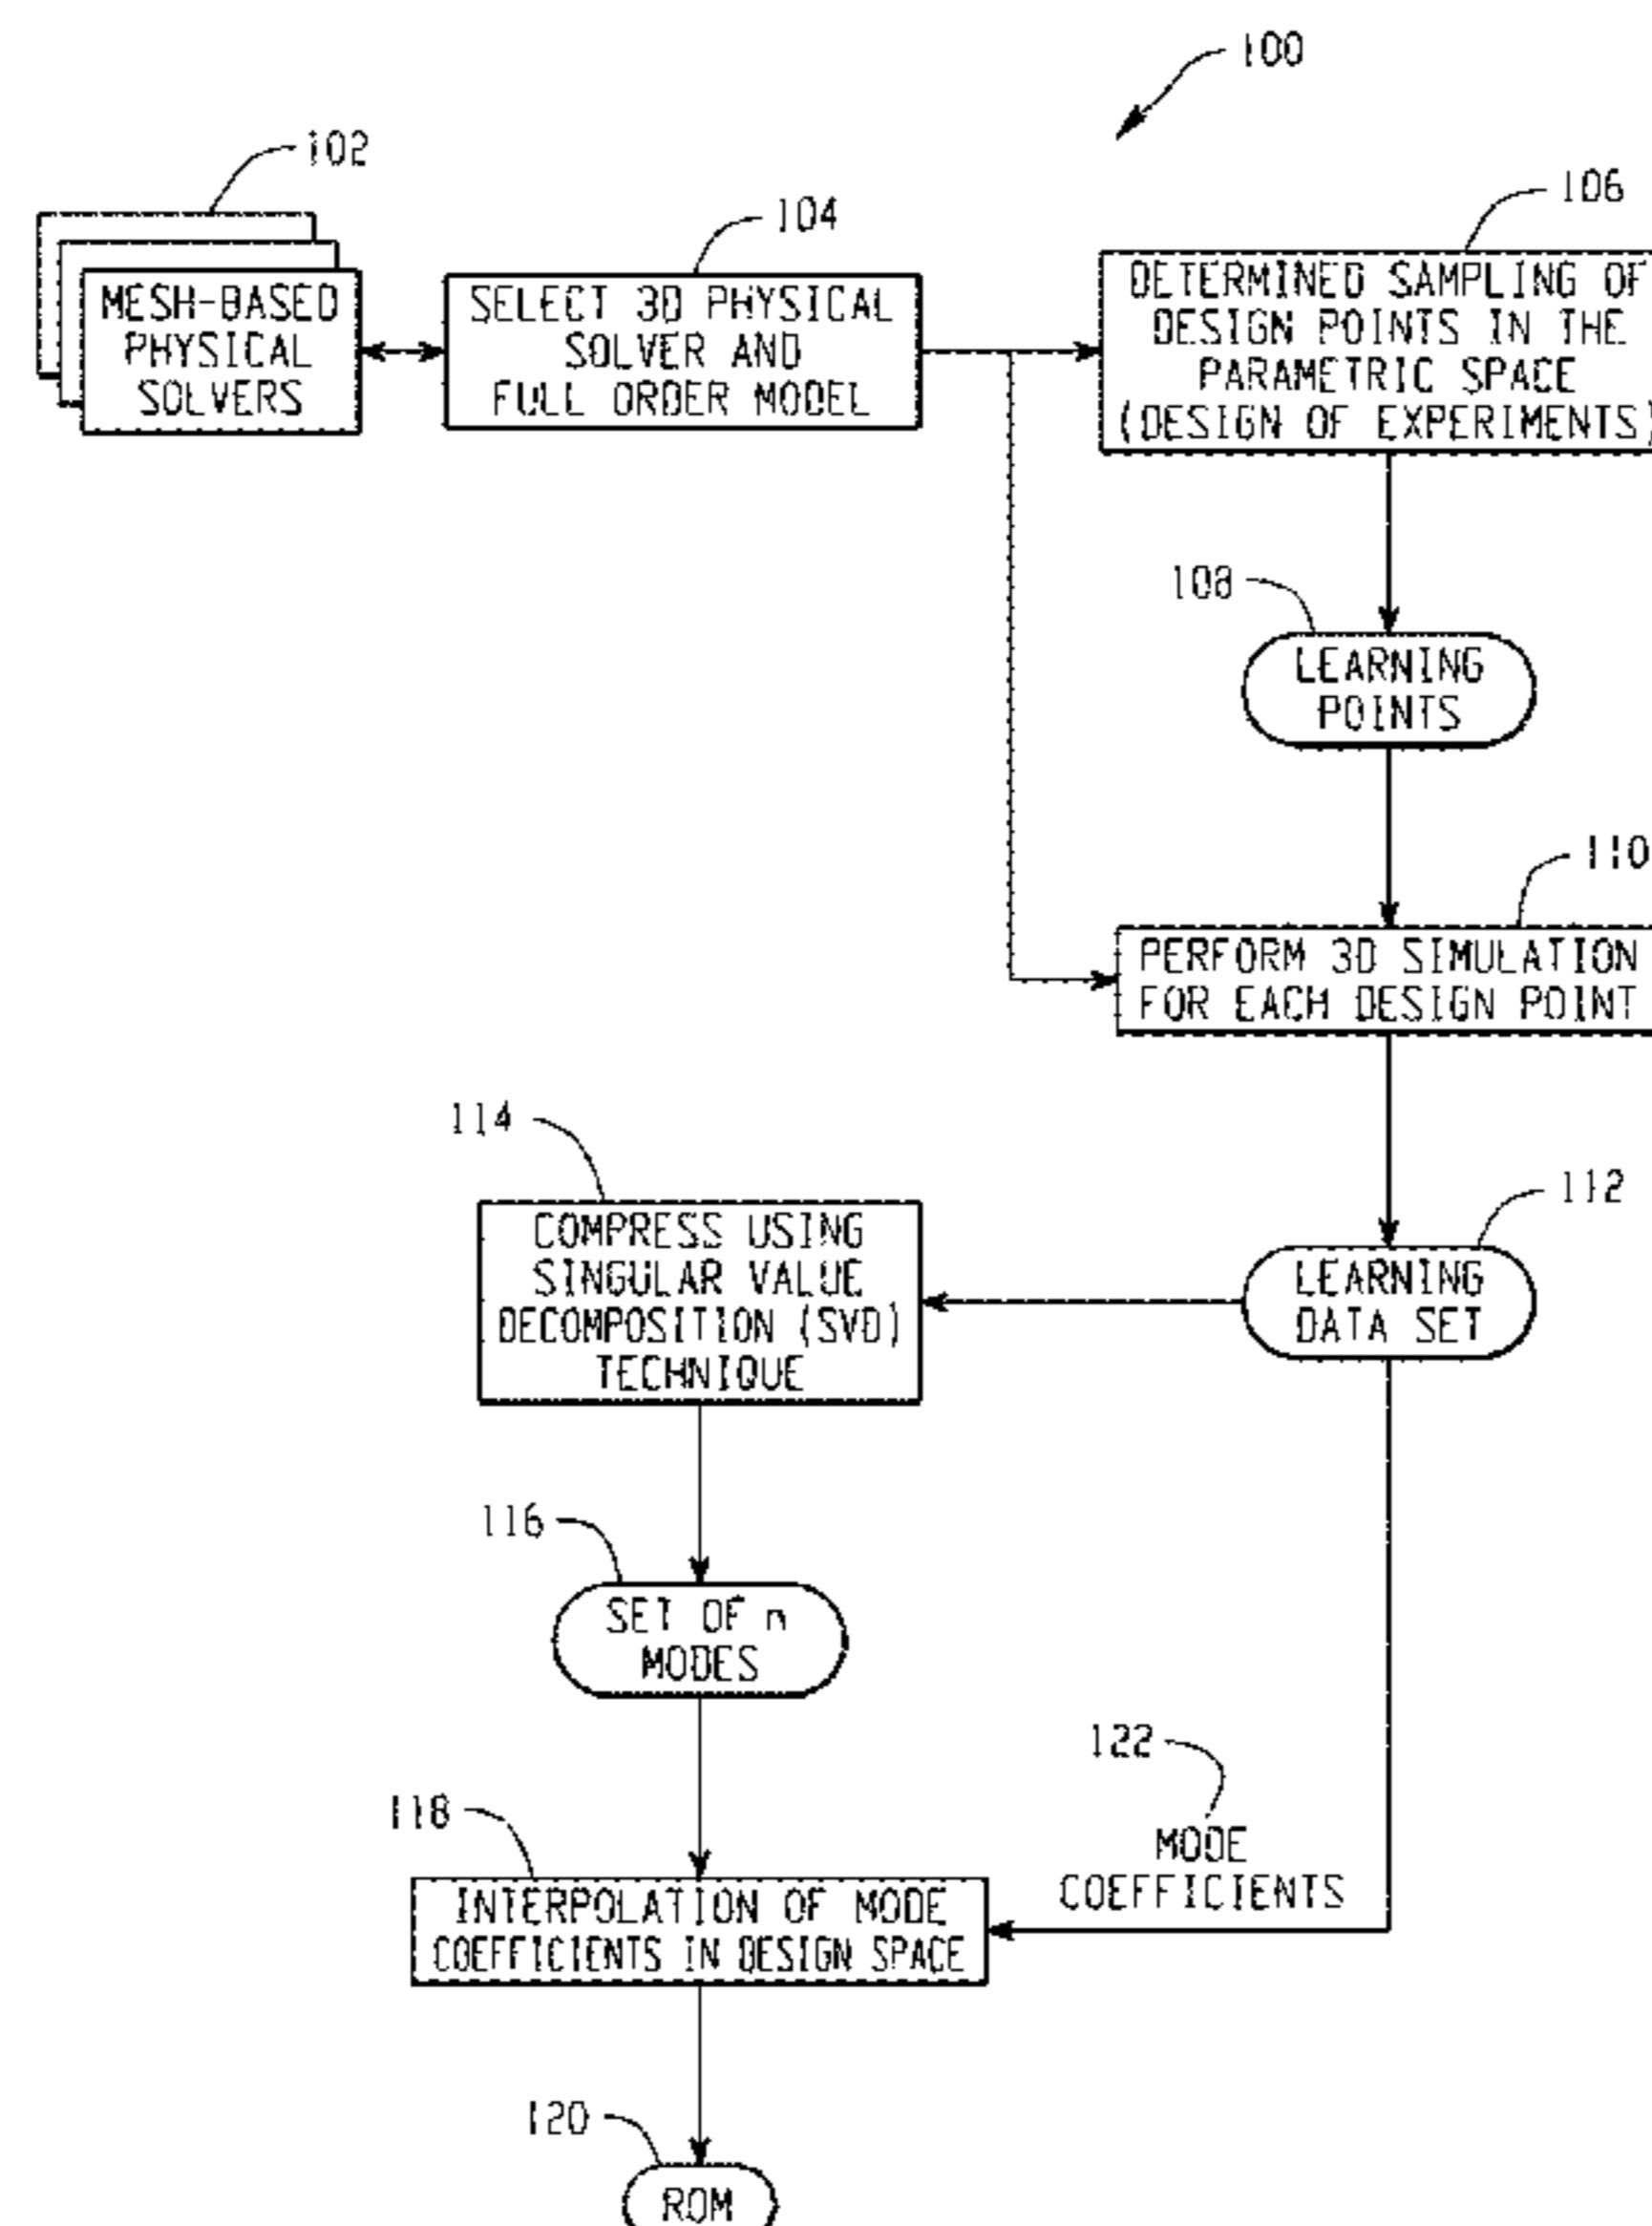 100
102
MESH-BASED
PHYSICAL
SOLVERS
104
SELECT 3D PHYSICAL
SOLVER AND
FULL ORDER MODEL
106
DETERMINED SAMPLING OF
DESIGN POINTS IN THE
PARAMETRIC SPACE
(DESIGN OF EXPERIMENTS)
108
LEARNING
POINTS
110
PERFORM 3D SIMULATION
FOR EACH DESIGN POINT
112
LEARNING
DATA SET
114
COMPRESS USING
SINGULAR VALUE
DECOMPOSITION (SVD)
TECHNIQUE
116
SET OF n
MODES
122
MODE
COEFFICIENTS
118
INTERPOLATION OF MODE
COEFFICIENTS IN DESIGN SPACE
120
ROM